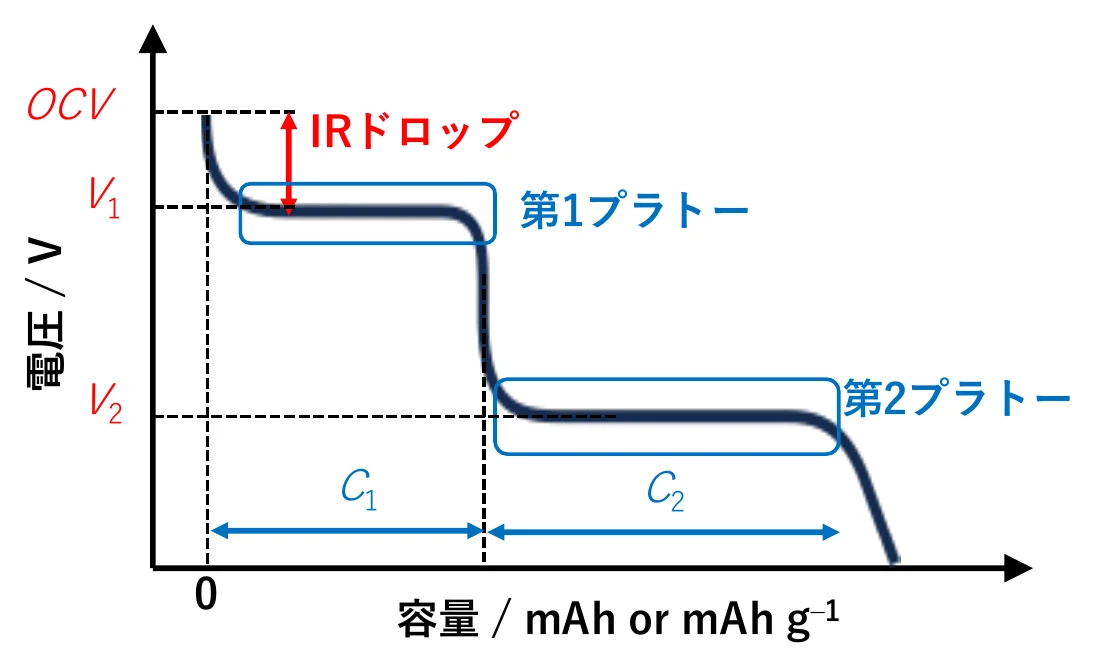 OCV
IRドロップ
V1
第1プラトー
電圧 / V
V2
第2プラトー
C1
C2
0
容量 / mAh or mAh g–1